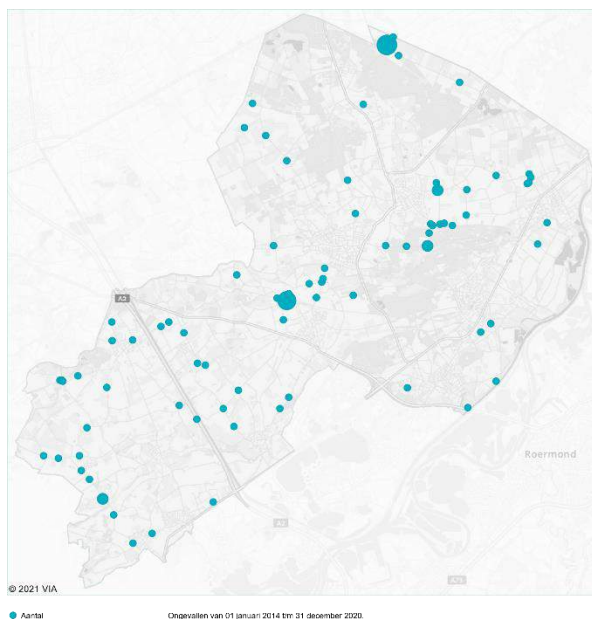 A2
Roermond
A2
A73
© 2021 VIA
Aantal
Ongevallen van 01 januari 2014 t/m 31 december 2020.